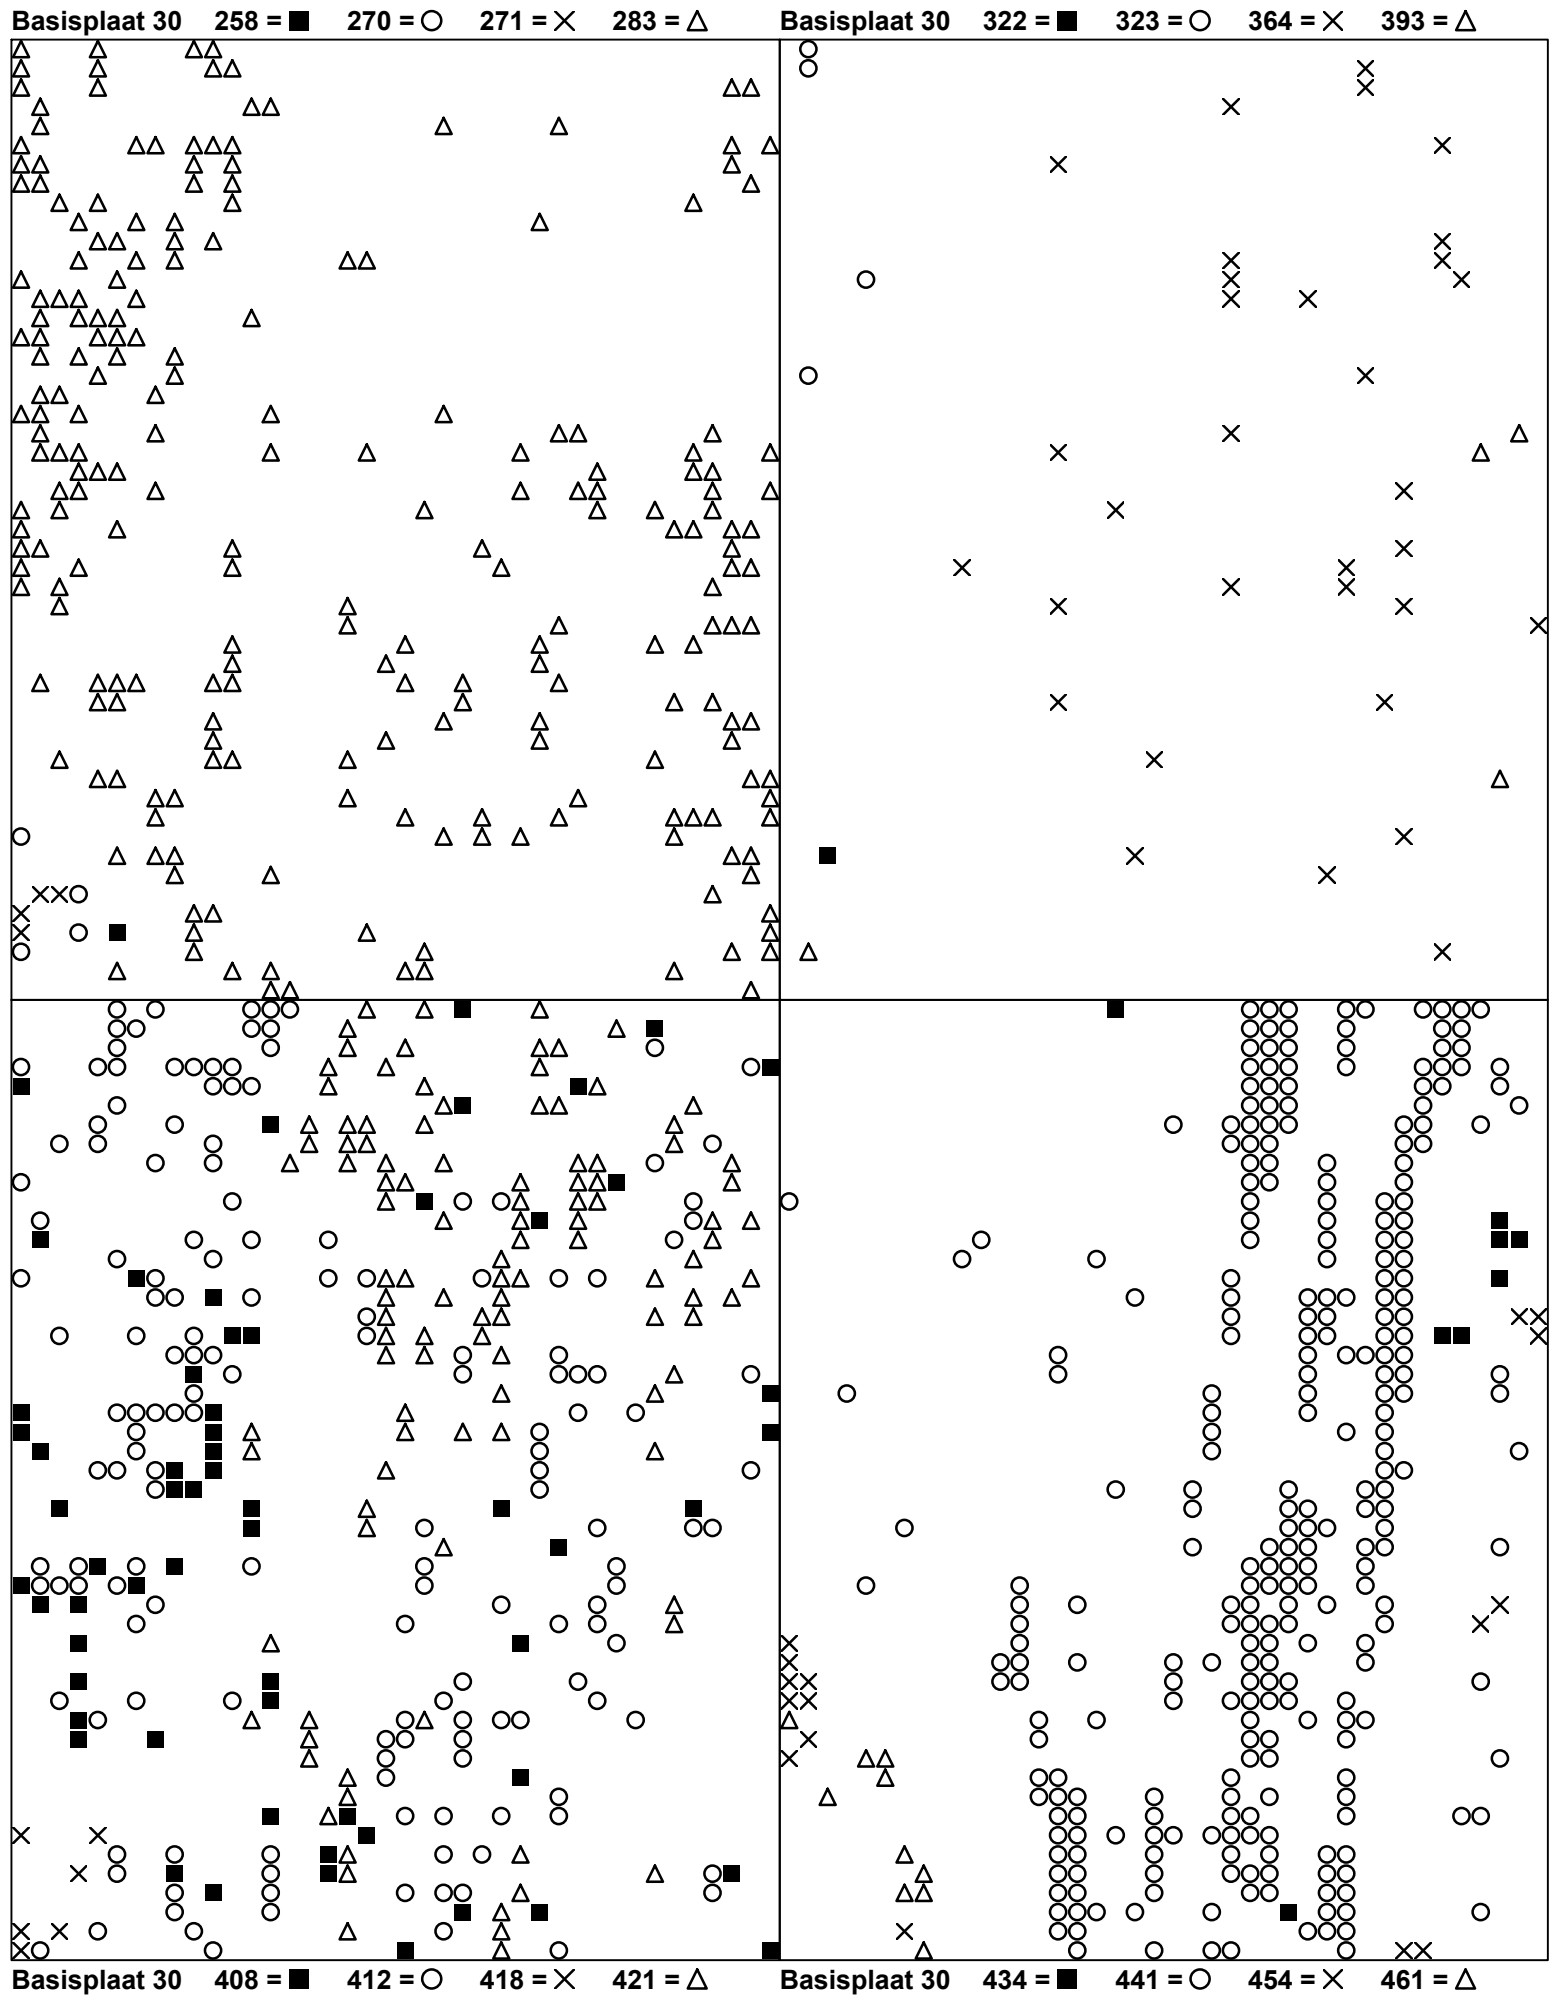 Basisplaat 30 258 = ■ 270 = ○ 271 = × 283 = △
Basisplaat 30 322 = ■ 323 = ○ 364 = × 393 = △
Basisplaat 30 408 = ■ 412 = ○ 418 = × 421 = △
Basisplaat 30 434 = ■ 441 = ○ 454 = × 461 = △